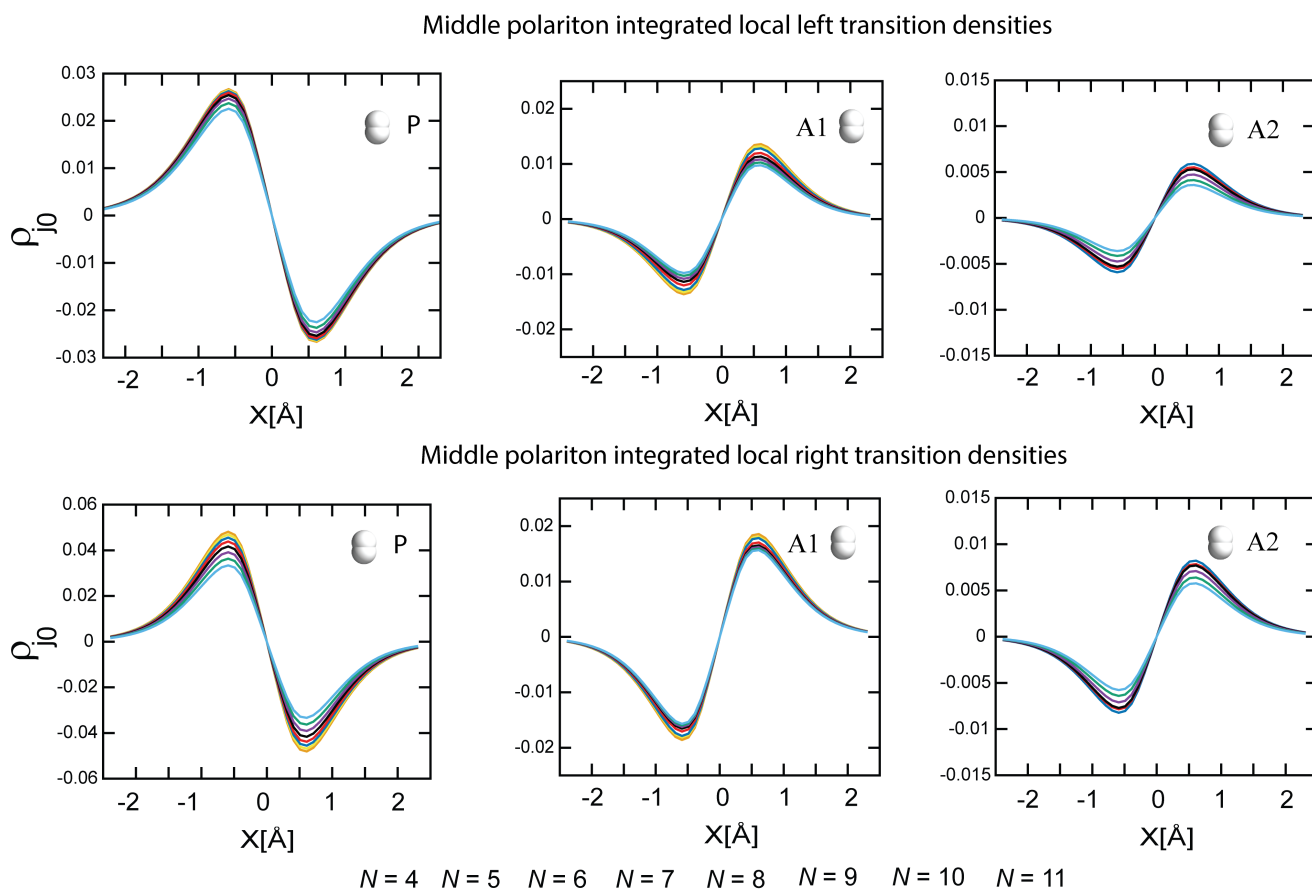 Middle polariton integrated local left transition densities
0.03
0.02
0.01
0
-0.01
-0.02
-0.03
ρj0
P
-2 -1 0 1 2
X[Å]
0.02
0.01
0
-0.01
-0.02
A1
-2 -1 0 1 2
X[Å]
0.015
0.01
0.005
0
-0.005
-0.01
-0.015
A2
-2 -1 0 1 2
X[Å]
Middle polariton integrated local right transition densities
0.06
0.04
0.02
0
-0.02
-0.04
-0.06
ρj0
P
-2 -1 0 1 2
X[Å]
0.02
0.01
0
-0.01
-0.02
A1
-2 -1 0 1 2
X[Å]
0.015
0.01
0.005
0
-0.005
-0.01
-0.015
A2
-2 -1 0 1 2
X[Å]
N = 4 N = 5 N = 6 N = 7 N = 8 N = 9 N = 10 N = 11